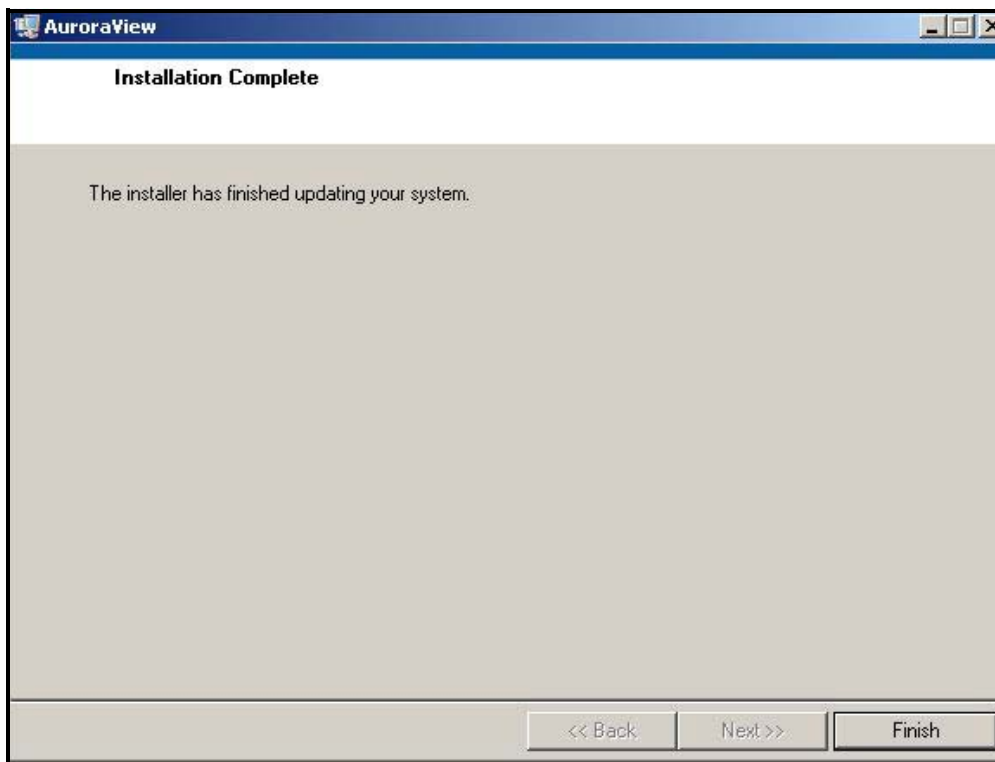 AuroraView
Installation Complete
The installer has finished updating your system.
<< Back
Next >>
Finish